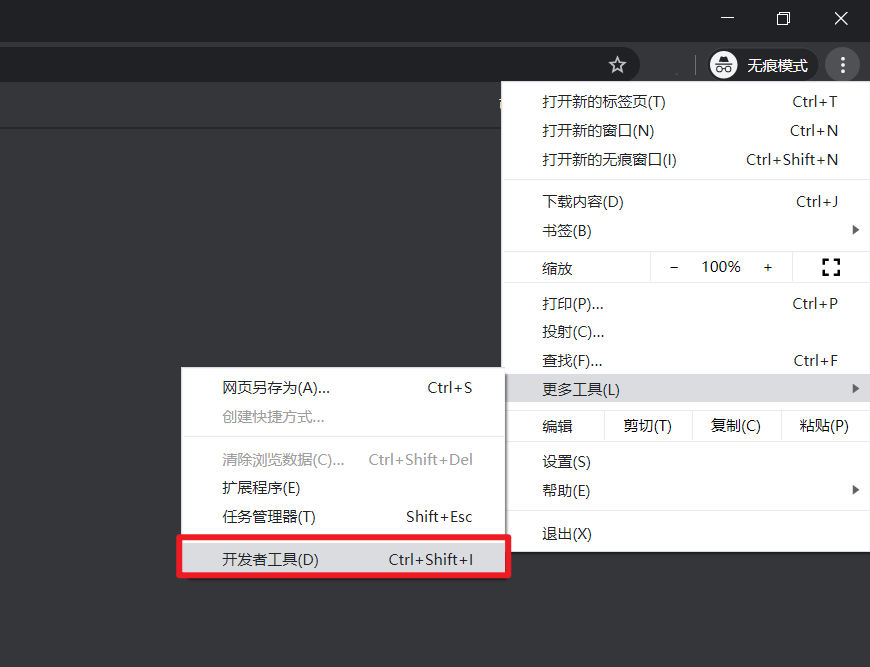 无痕模式
打开新的标签页(T) Ctrl+T
打开新的窗口(N) Ctrl+N
打开新的无痕窗口(I) Ctrl+Shift+N
下载内容(D) Ctrl+J
书签(B)
缩放 − 100% +
打印(P)... Ctrl+P
投射(C)...
查找(F)... Ctrl+F
更多工具(L)
编辑 剪切(T) 复制(C) 粘贴(P)
设置(S)
帮助(E)
退出(X)
网页另存为(A)... Ctrl+S
创建快捷方式...
清除浏览数据(C)... Ctrl+Shift+Del
扩展程序(E)
任务管理器(T) Shift+Esc
开发者工具(D) Ctrl+Shift+I